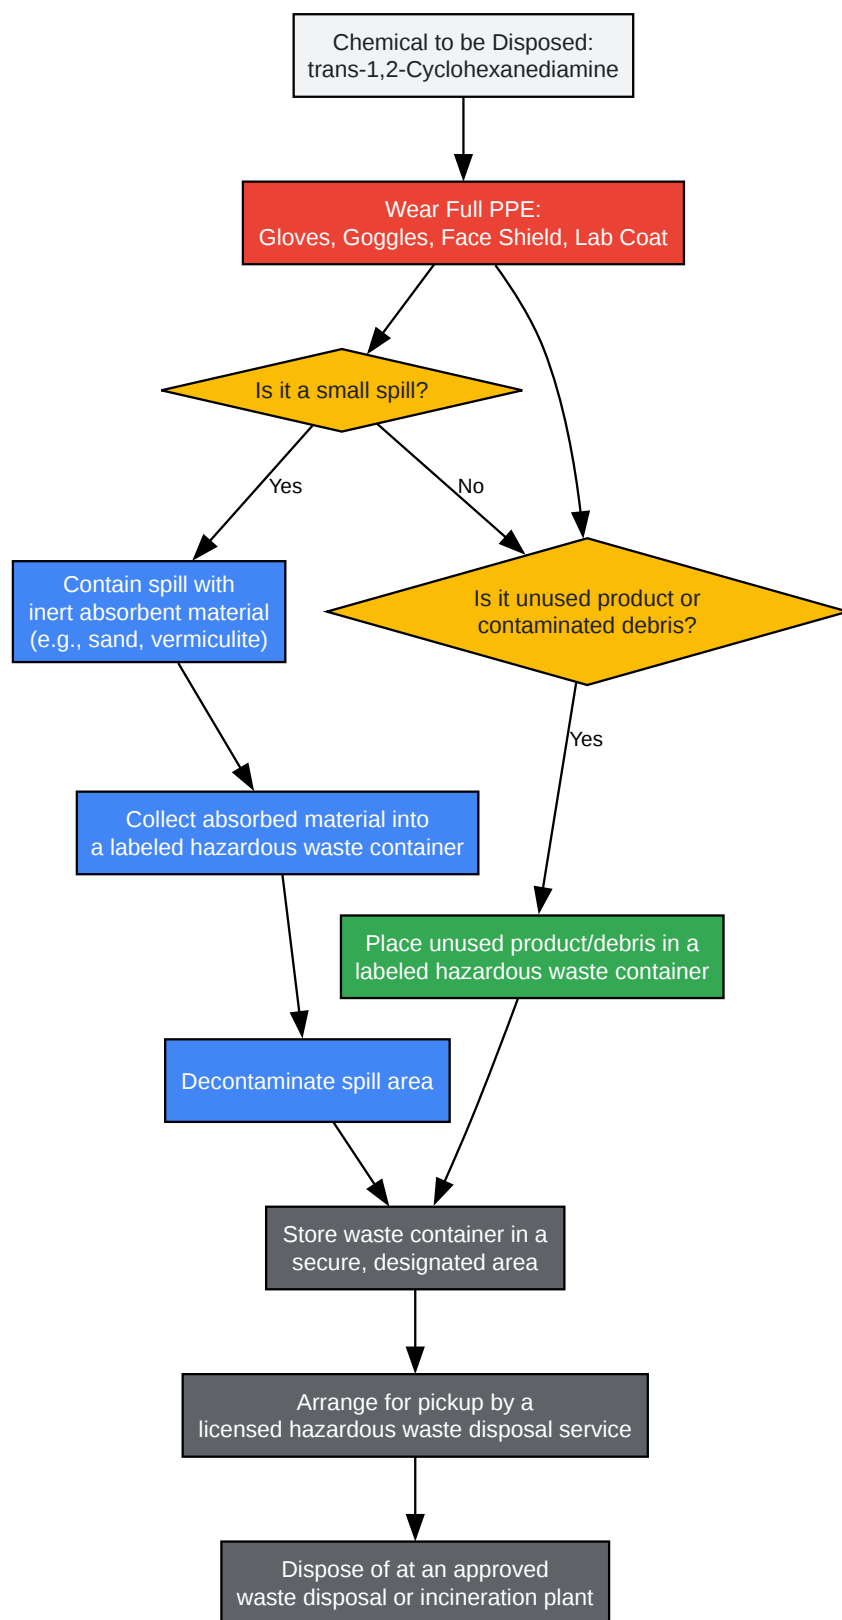 Chemical to be Disposed:
trans-1,2-Cyclohexanediamine
Wear Full PPE:
Gloves, Goggles, Face Shield, Lab Coat
Is it a small spill?
Yes
No
Contain spill with
inert absorbent material
(e.g., sand, vermiculite)
Is it unused product or
contaminated debris?
Yes
Collect absorbed material into
a labeled hazardous waste container
Place unused product/debris in a
labeled hazardous waste container
Decontaminate spill area
Store waste container in a
secure, designated area
Arrange for pickup by a
licensed hazardous waste disposal service
Dispose of at an approved
waste disposal or incineration plant